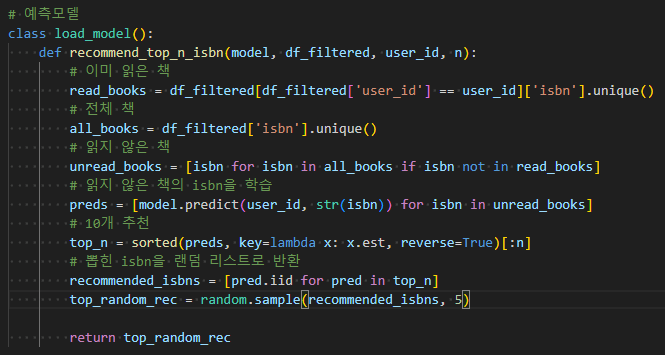 # 예측모델
class load_model():
    def recommend_top_n_isbn(model, df_filtered, user_id, n):
        # 이미 읽은 책
        read_books = df_filtered[df_filtered['user_id'] == user_id]['isbn'].unique()
        # 전체 책
        all_books = df_filtered['isbn'].unique()
        # 읽지 않은 책
        unread_books = [isbn for isbn in all_books if isbn not in read_books]
        # 읽지 않은 책의 isbn을 학습
        preds = [model.predict(user_id, str(isbn)) for isbn in unread_books]
        # 10개 추천
        top_n = sorted(preds, key=lambda x: x.est, reverse=True)[:n]
        # 뽑힌 isbn을 랜덤 리스트로 반환
        recommended_isbns = [pred.iid for pred in top_n]
        top_random_rec = random.sample(recommended_isbns, 5)
        return top_random_rec